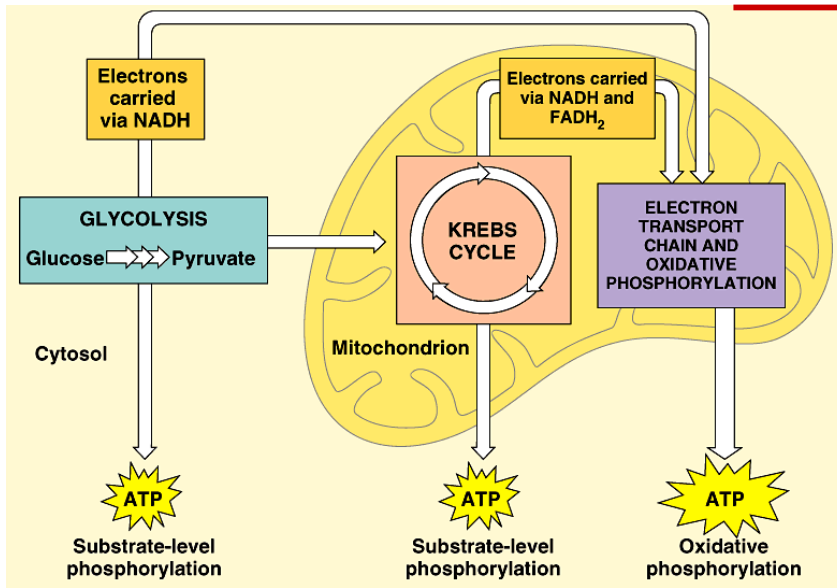 Electrons
carried
via NADH
Electrons carried
via NADH and
FADH₂
GLYCOLYSIS
Glucose Pyruvate
KREBS
CYCLE
ELECTRON
TRANSPORT
CHAIN AND
OXIDATIVE
PHOSPHORYLATION
Cytosol
Mitochondrion
ATP
ATP
ATP
Substrate-level
phosphorylation
Substrate-level
phosphorylation
Oxidative
phosphorylation